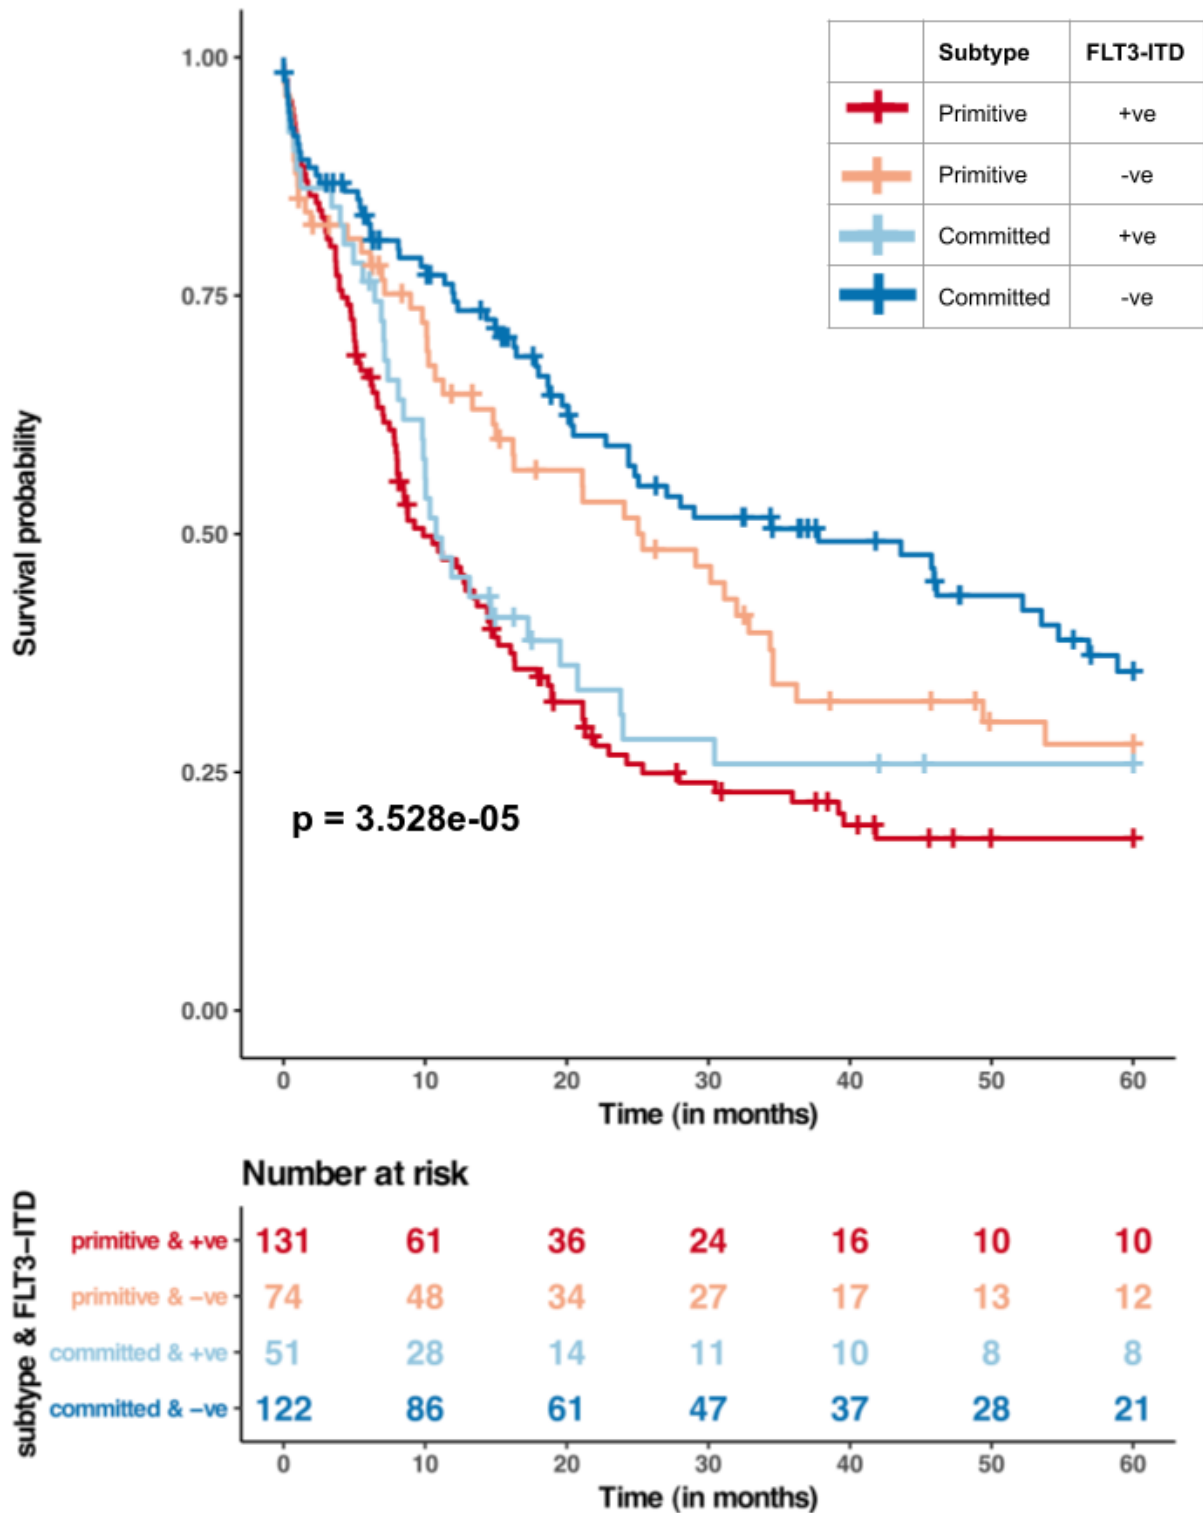 Subtype FLT3-ITD
Primitive +ve
Primitive -ve
Committed +ve
Committed -ve
Survival probability
1.00
0.75
0.50
0.25
0.00
p = 3.528e-05
0 10 20 30 40 50 60
Time (in months)
Number at risk
subtype & FLT3−ITD
primitive & +ve 131 61 36 24 16 10 10
primitive & −ve 74 48 34 27 17 13 12
committed & +ve 51 28 14 11 10 8 8
committed & −ve 122 86 61 47 37 28 21
0 10 20 30 40 50 60
Time (in months)